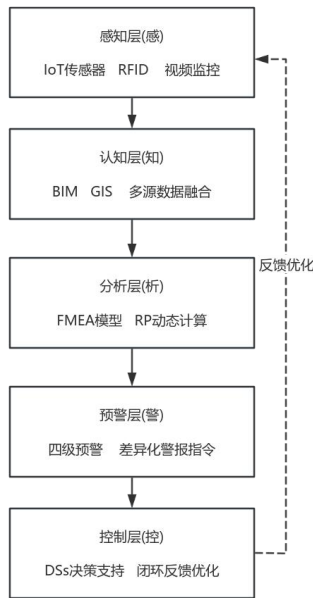 感知层(感)
IoT传感器 RFID 视频监控
认知层(知)
BIM GIS 多源数据融合
反馈优化
分析层(析)
FMEA模型 RP动态计算
预警层(警)
四级预警 差异化警报指令
控制层(控)
DSs决策支持 闭环反馈优化